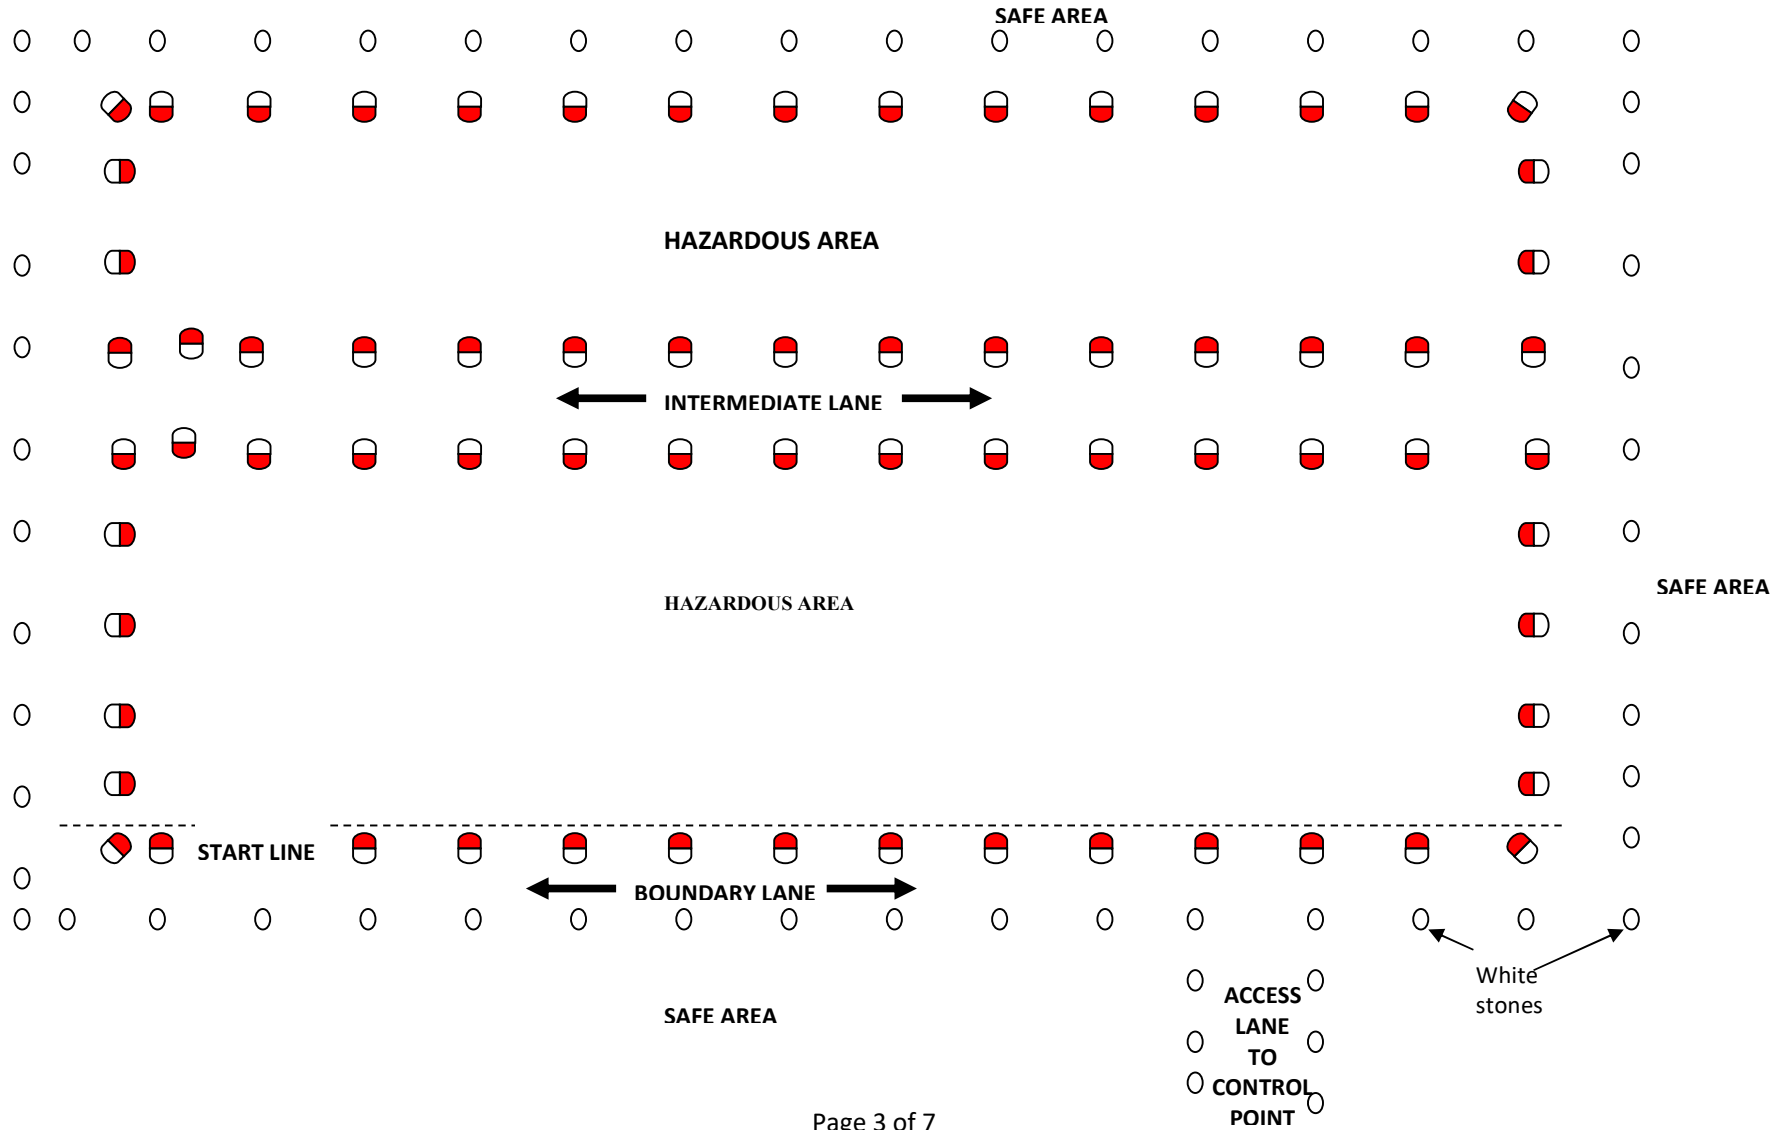 SAFE AREA
HAZARDOUS AREA
INTERMEDIATE LANE
HAZARDOUS AREA
SAFE AREA
START LINE
BOUNDARY LANE
White
stones
SAFE AREA
ACCESS
LANE
TO
CONTROL
POINT
Page 3 of 7